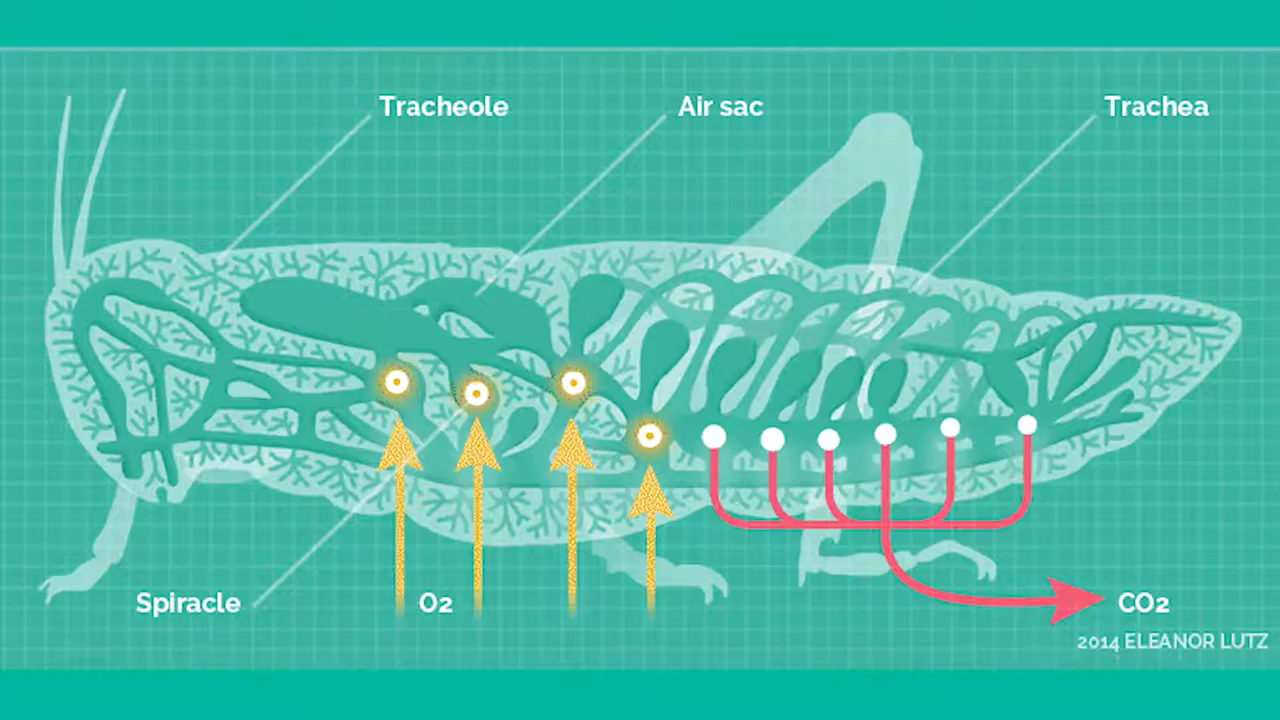 Tracheole
Air sac
Trachea
Spiracle
O2
CO2
2014 ELEANOR LUTZ